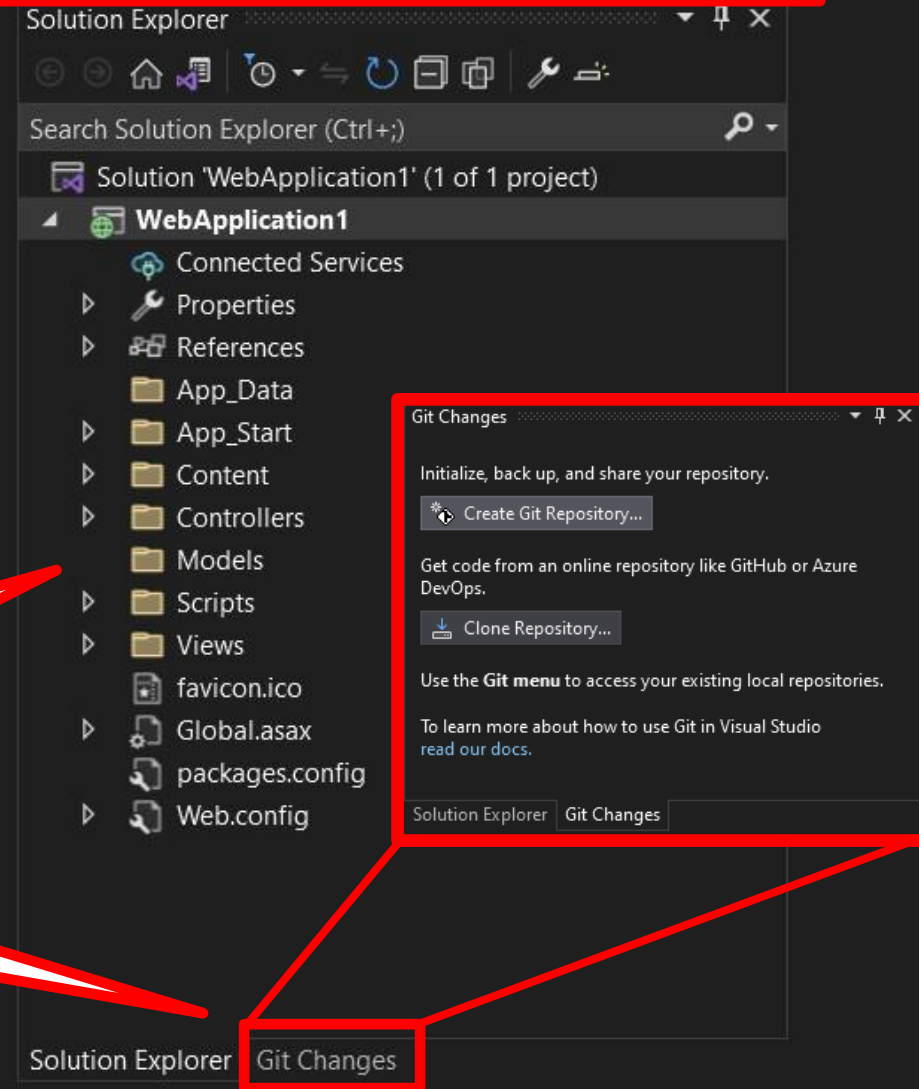 Solution Explorer
Search Solution Explorer (Ctrl+;)
Solution 'WebApplication1' (1 of 1 project)
WebApplication1
Connected Services
Properties
References
App_Data
App_Start
Content
Controllers
Models
Scripts
Views
favicon.ico
Global.asax
packages.config
Web.config
Git Changes
Initialize, back up, and share your repository.
Create Git Repository...
Get code from an online repository like GitHub or Azure
DevOps.
Clone Repository...
Use the Git menu to access your existing local repositories.
To learn more about how to use Git in Visual Studio
read our docs.
Solution Explorer Git Changes
Solution Explorer Git Changes